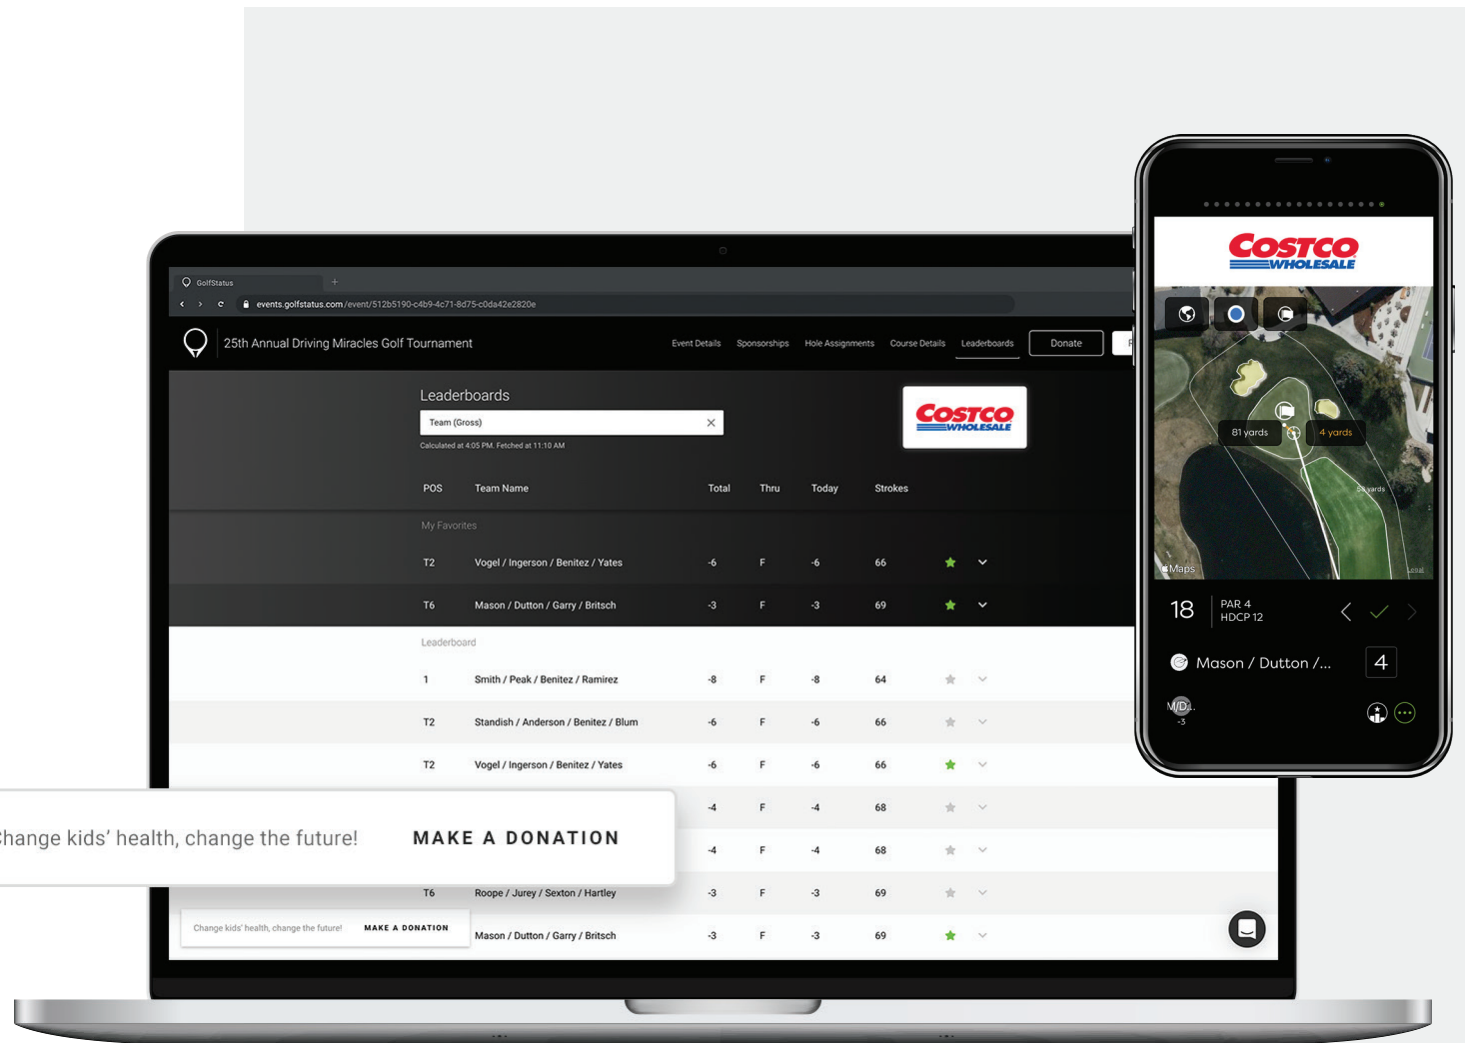 GolfStatus
events.golfstatus.com/event/512b5190-c4b9-4c71-8d75-c0da42e2820e
25th Annual Driving Miracles Golf Tournament
Event Details Sponsorships Hole Assignments Course Details Leaderboards Donate
Leaderboards
Team (Gross)
Calculated at 4:05 PM. Fetched at 11:10 AM
COSTCO
WHOLESALE
POS Team Name Total Thru Today Strokes
My Favorites
T2 Vogel / Ingerson / Benitez / Yates -6 F -6 66
T6 Mason / Dutton / Garry / Britsch -3 F -3 69
Leaderboard
1 Smith / Peak / Benitez / Ramirez -8 F -8 64
T2 Standish / Anderson / Benitez / Blum -6 F -6 66
T2 Vogel / Ingerson / Benitez / Yates -6 F -6 66
-4 F -4 68
-4 F -4 68
T6 Roope / Jurey / Sexton / Hartley -3 F -3 69
Mason / Dutton / Garry / Britsch -3 F -3 69
Change kids' health, change the future! MAKE A DONATION
hange kids' health, change the future! MAKE A DONATION
COSTCO
WHOLESALE
81 yards
4 yards
yards
Maps
Legal
18
PAR 4
HDCP 12
Mason / Dutton /... 4
M/D...
-3